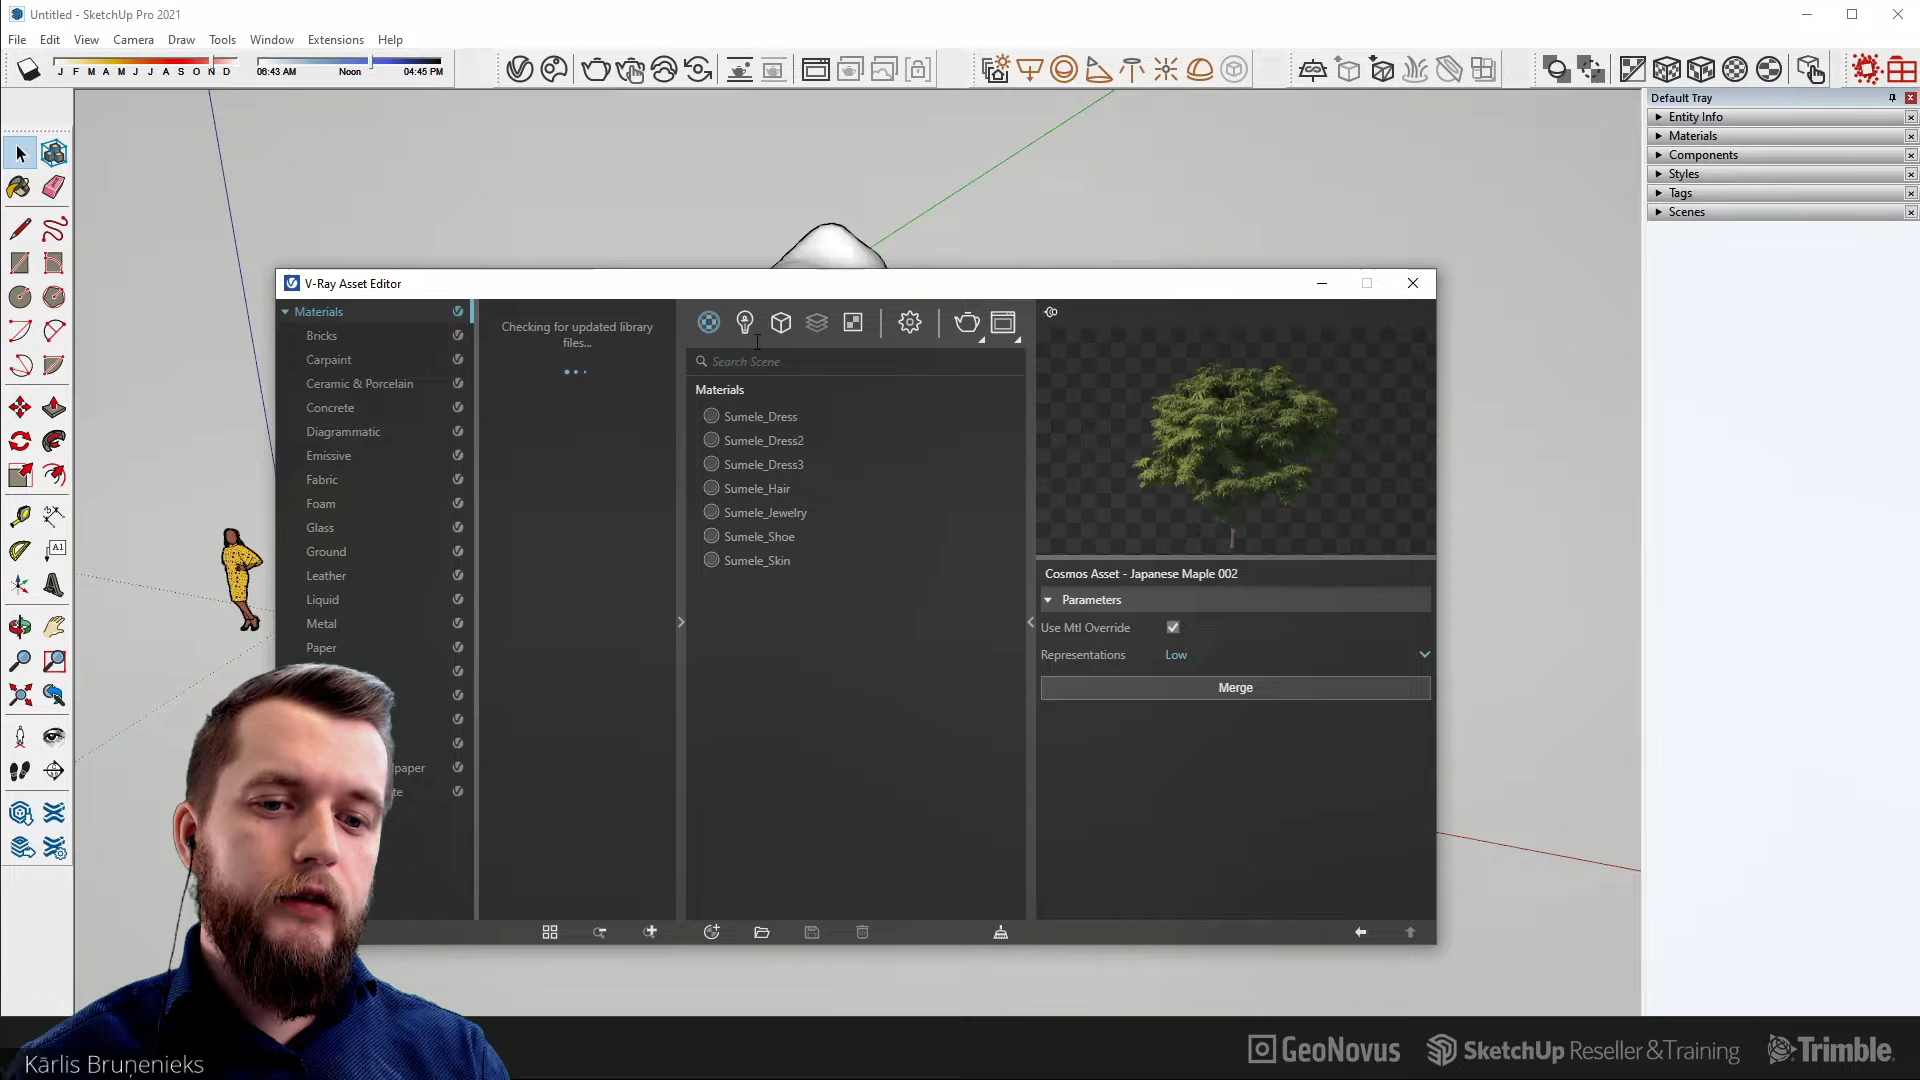 Untitled - SketchUp Pro 2021
File Edit View Camera Draw Tools Window Extensions Help
J F M A M J J A S O N D 06:43 AM Noon 04:45 PM
Default Tray
Entity Info
Materials
Components
Styles
Tags
Scenes
A1
V-Ray Asset Editor
Materials
Bricks
Carpaint
Ceramic & Porcelain
Concrete
Diagrammatic
Emissive
Fabric
Foam
Glass
Ground
Leather
Liquid
Metal
Paper
paper
te
Checking for updated library
files...
Search Scene
Materials
Sumele_Dress
Sumele_Dress2
Sumele_Dress3
Sumele_Hair
Sumele_Jewelry
Sumele_Shoe
Sumele_Skin
Cosmos Asset - Japanese Maple 002
Parameters
Use Mtl Override
Representations Low
Merge
Kārlis Bruņenieks
GeoNovus SketchUp Reseller & Training Trimble